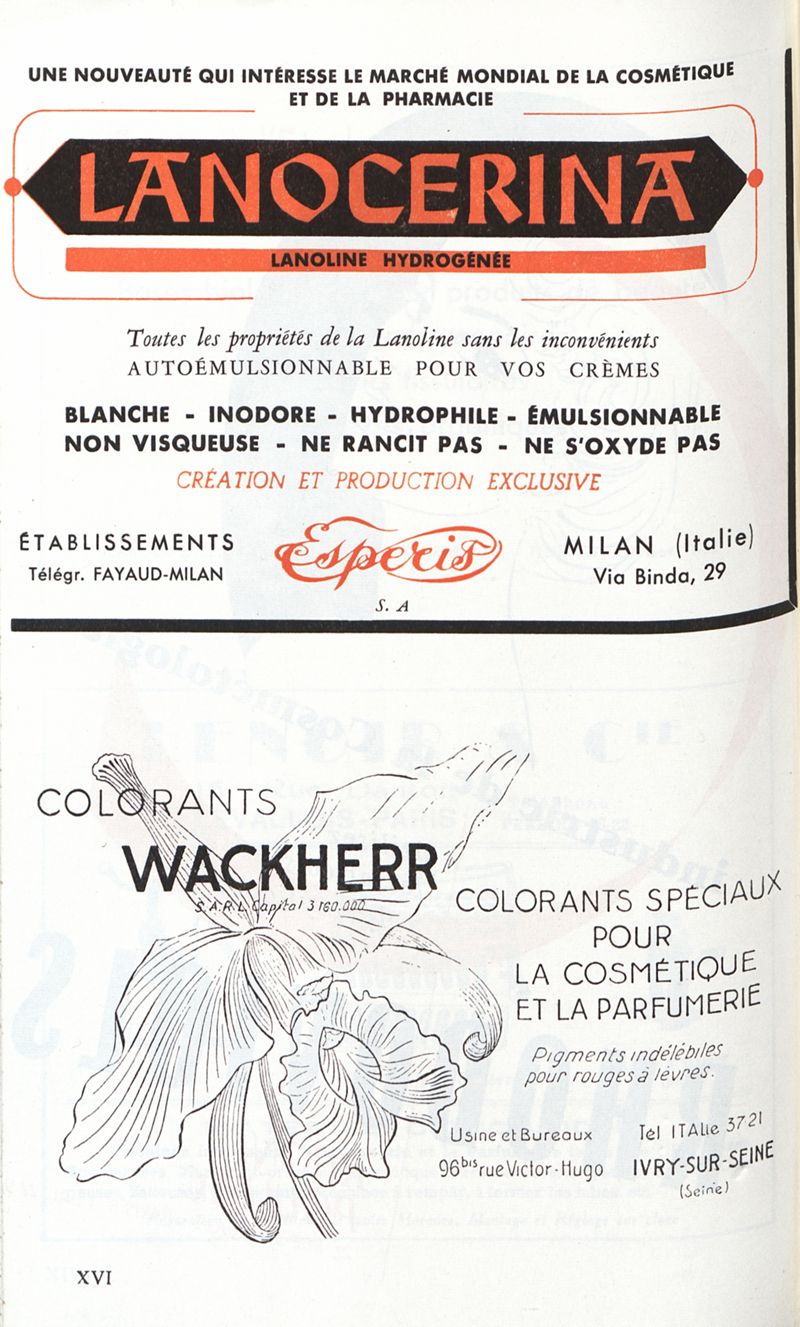 UNE NOUVEAUTÉ QUI INTÉRESSE LE MARCHÉ MONDIAL DE LA COSMÉTIQUE
ET DE LA PHARMACIE
LANOCERINA
LANOLINE HYDROGÉNÉE
Toutes les propriétés de la Lanoline sans les inconvénients
AUTOÉMULSIONNABLE POUR VOS CRÈMES
BLANCHE - INODORE - HYDROPHILE - ÉMULSIONNABLE
NON VISQUEUSE - NE RANCIT PAS - NE S'OXYDE PAS
CRÉATION ET PRODUCTION EXCLUSIVE
ÉTABLISSEMENTS
Télégr. FAYAUD-MILAN
Esperis
S. A
MILAN (Italie)
Via Binda, 29
COLORANTS
WACKHERR
S.A.R.L. Capital 3 160.000
COLORANTS SPÉCIAUX
POUR
LA COSMÉTIQUE
ET LA PARFUMERIE
Pigments indélébiles
pour rouges à lèvres.
Usine et Bureaux
96bis rue Victor-Hugo
Tél ITALie 3721
IVRY-SUR-SEINE
(Seine)
XVI